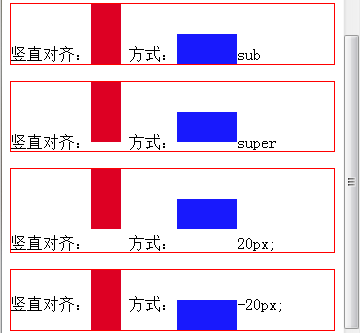 竖直对齐： 方式： sub
竖直对齐： 方式： super
竖直对齐： 方式： 20px;
竖直对齐： 方式： -20px;